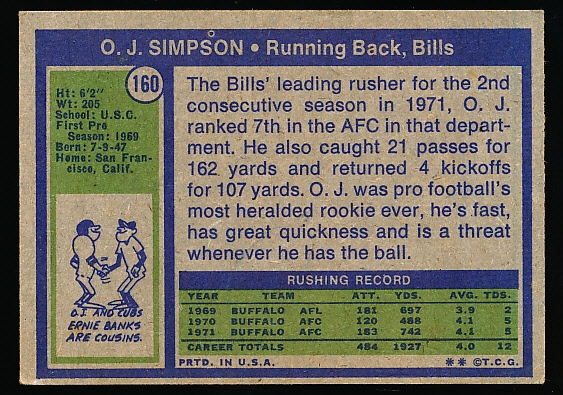 O. J. SIMPSON • Running Back, Bills
160
Ht: 6'2"
Wt: 205
School: U.S.C.
First Pro
Season: 1969
Born: 7-9-47
Home: San Fran-
cisco, Calif.
O.J. AND CUBS
ERNIE BANKS
ARE COUSINS.
The Bills' leading rusher for the 2nd
consecutive season in 1971, O. J.
ranked 7th in the AFC in that depart-
ment. He also caught 21 passes for
162 yards and returned 4 kickoffs
for 107 yards. O. J. was pro football's
most heralded rookie ever, he's fast,
has great quickness and is a threat
whenever he has the ball.
RUSHING RECORD
YEAR TEAM ATT. YDS. AVG. TDS.
1969 BUFFALO AFL 181 697 3.9 2
1970 BUFFALO AFC 120 488 4.1 5
1971 BUFFALO AFC 183 742 4.1 5
CAREER TOTALS 484 1927 4.0 12
PRTD. IN U.S.A. ** ©T.C.G.